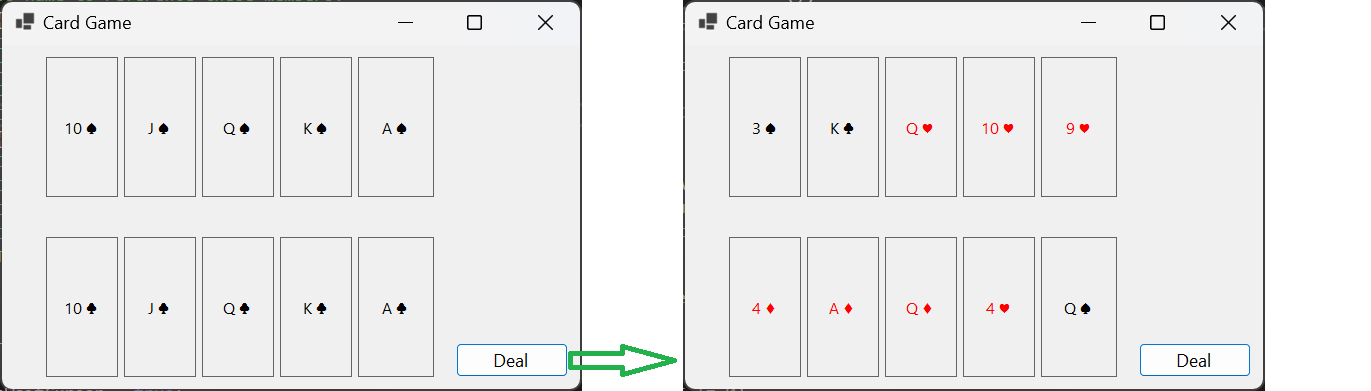 Card Game
10 ♠ J ♠ Q ♠ K ♠ A ♠
10 ♣ J ♣ Q ♣ K ♣ A ♣
Deal
Card Game
3 ♠ K ♣ Q ♥ 10 ♥ 9 ♥
4 ♦ A ♦ Q ♦ 4 ♥ Q ♠
Deal